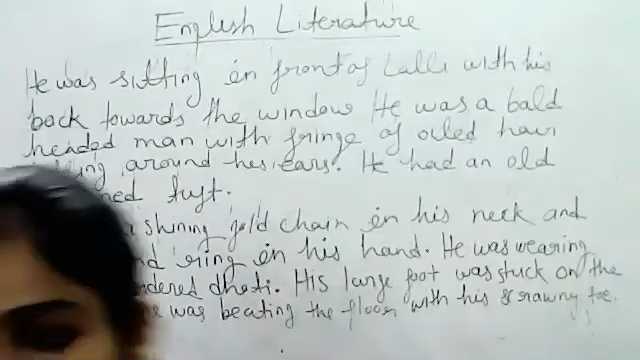 English Literature
He was sitting in front of Lalli with his
back towards the window He was a bald
headed man with fringe of oiled hair
around his ears. He had an old
tuft.
shining gold chain in his neck and
ring in his hand. He was wearing
dhoti. His large foot was stuck on the
was beating the floor with his scrawny toe.